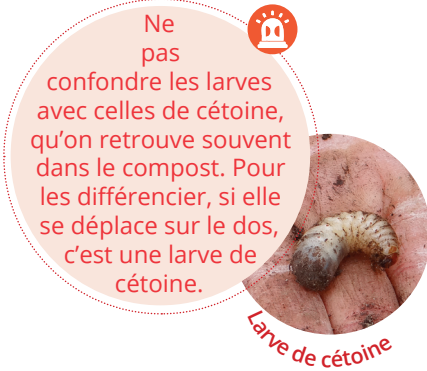 Ne
pas
confondre les larves
avec celles de cétoine,
qu'on retrouve souvent
dans le compost. Pour
les différencier, si elle
se déplace sur le dos,
c'est une larve de
cétoine.
Larve de cétoine